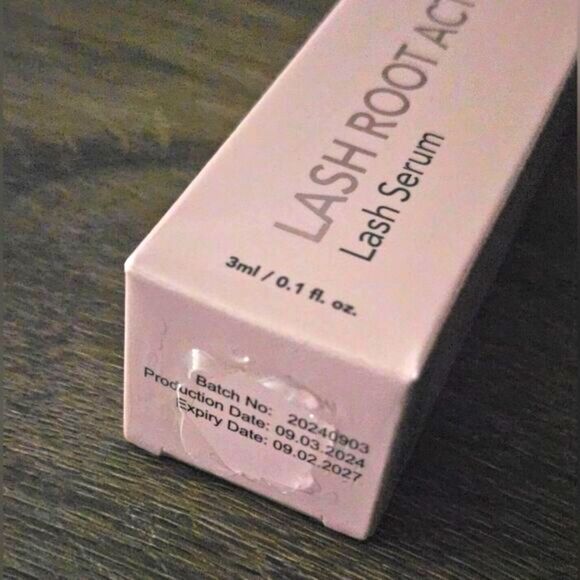 LASH ROOT ACT
Lash Serum
3ml / 0.1 fl. oz.
Batch No: 20240903
Production Date: 09.03.2024
Expiry Date: 09.02.2027